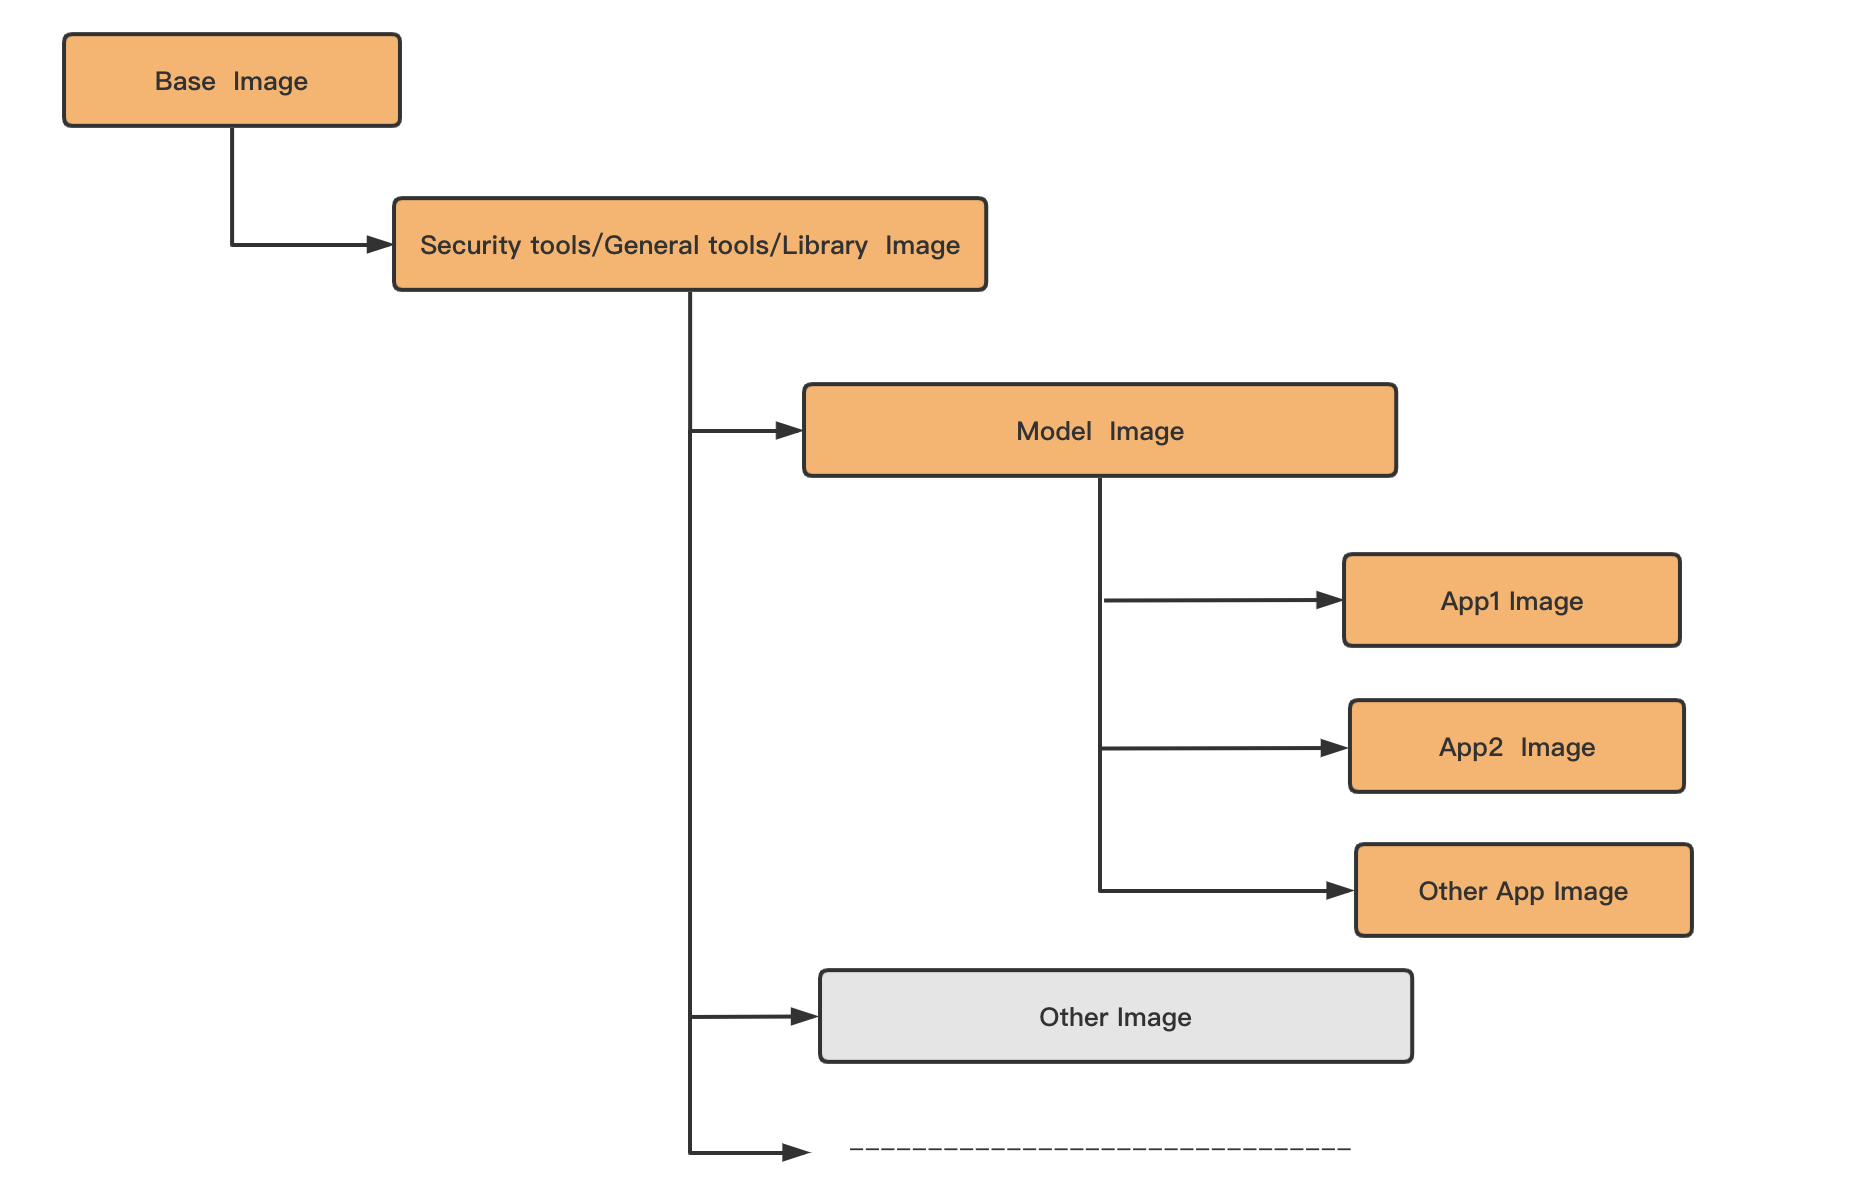 Base Image
Security tools/General tools/Library Image
Model Image
App1 Image
App2 Image
Other App Image
Other Image